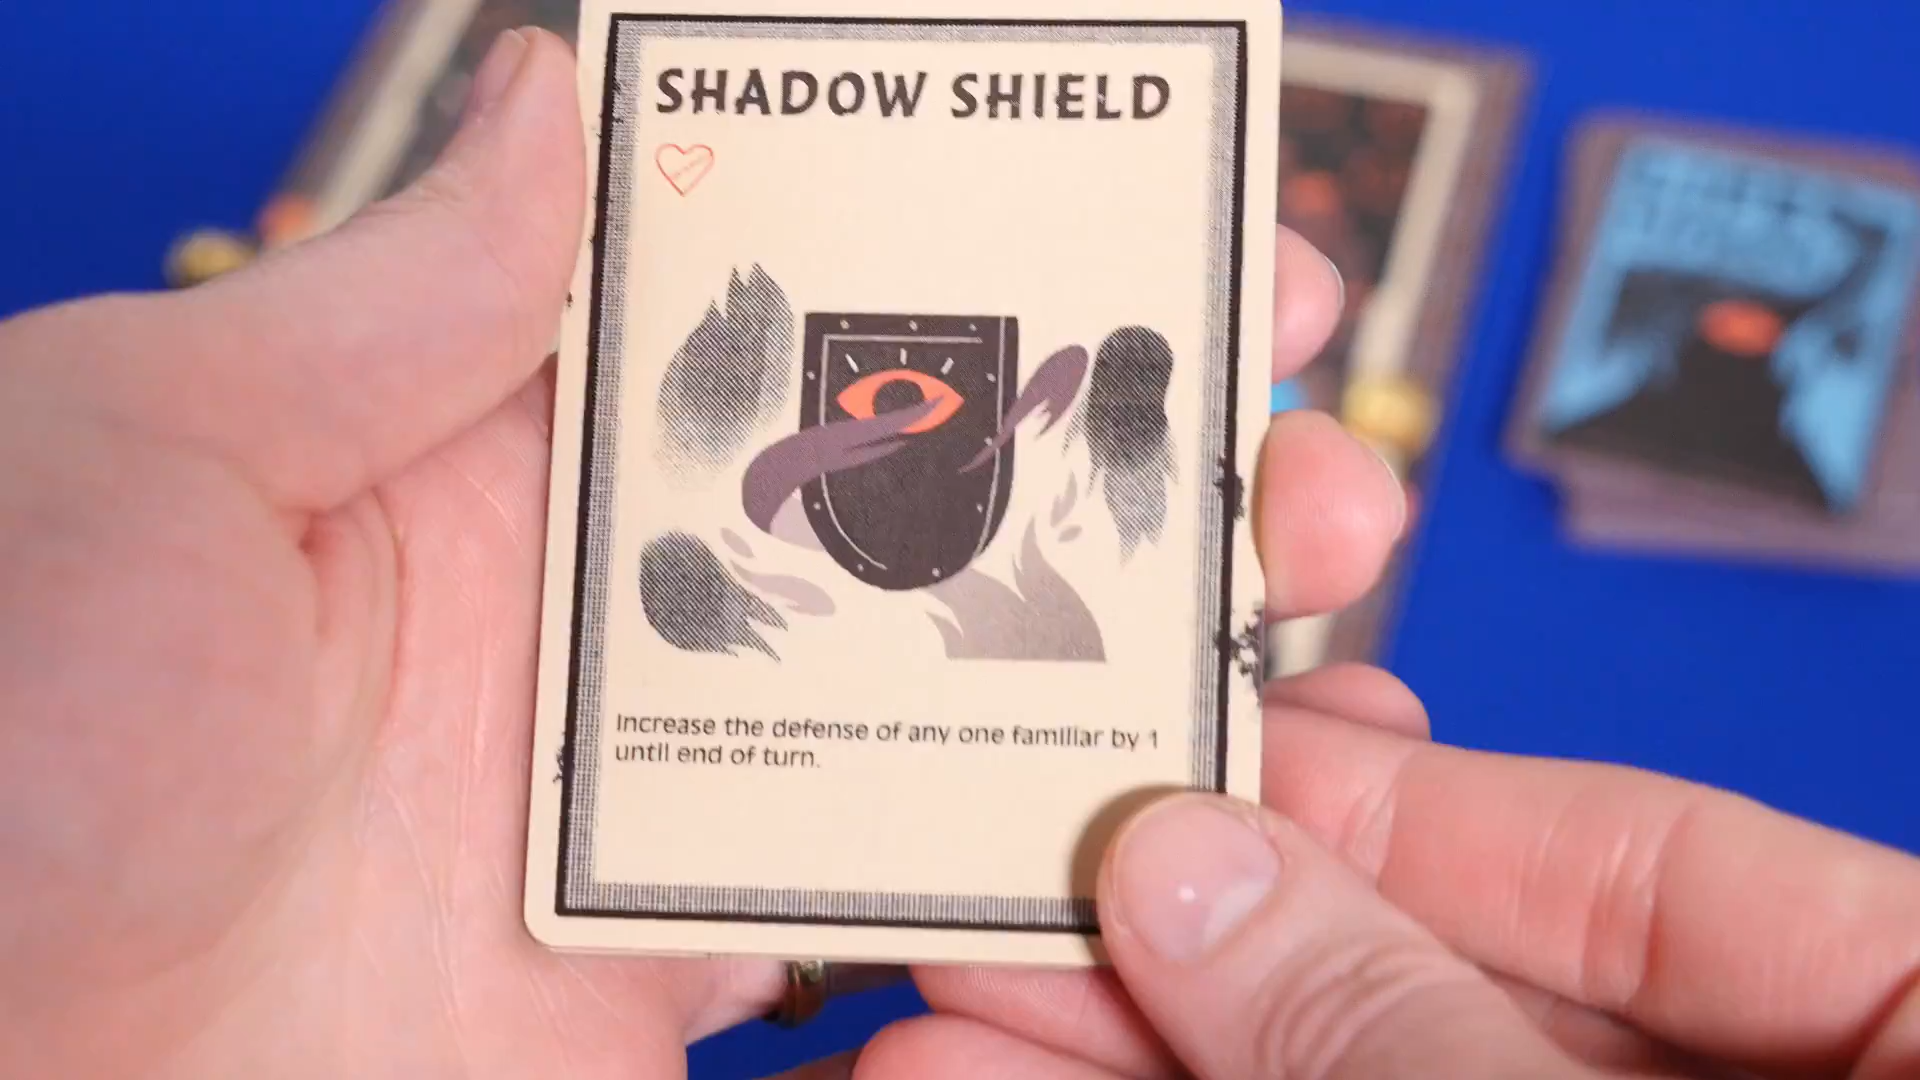 SHADOW SHIELD
Increase the defense of any one familiar by 1
until end of turn.